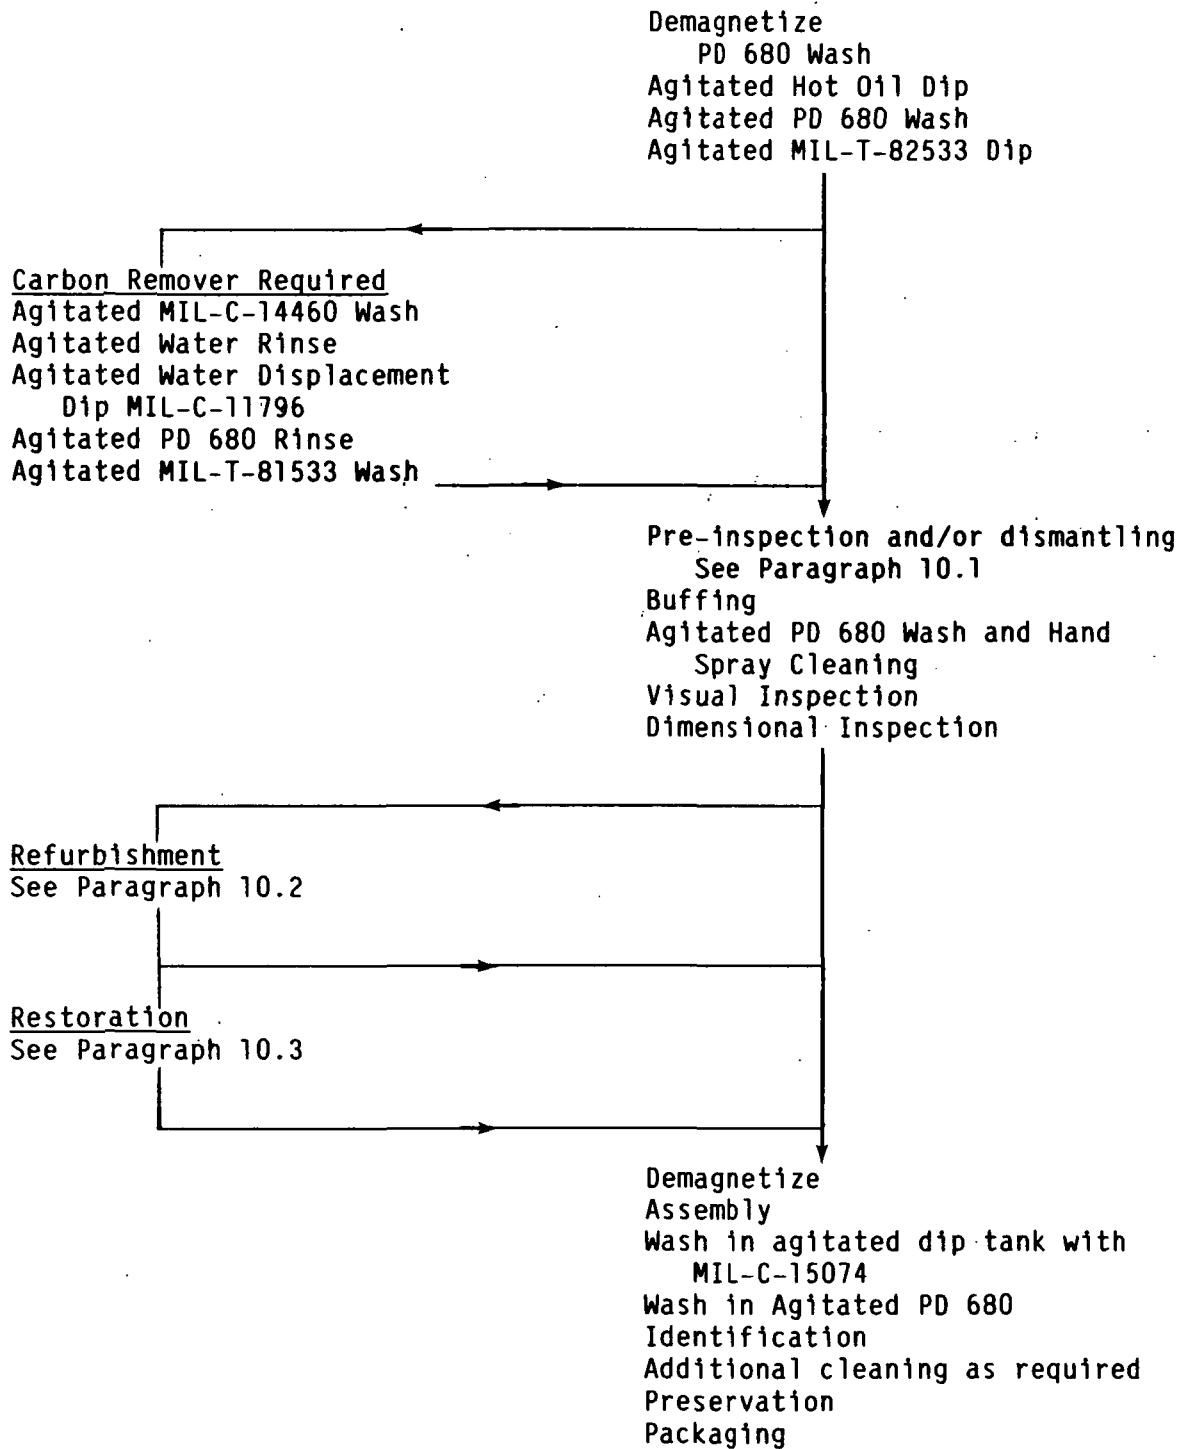 Demagnetize
PD 680 Wash
Agitated Hot Oil Dip
Agitated PD 680 Wash
Agitated MIL-T-82533 Dip
Carbon Remover Required
Agitated MIL-C-14460 Wash
Agitated Water Rinse
Agitated Water Displacement
Dip MIL-C-11796
Agitated PD 680 Rinse
Agitated MIL-T-81533 Wash
Pre-inspection and/or dismantling
See Paragraph 10.1
Buffing
Agitated PD 680 Wash and Hand
Spray Cleaning
Visual Inspection
Dimensional Inspection
Refurbishment
See Paragraph 10.2
Restoration
See Paragraph 10.3
Demagnetize
Assembly
Wash in agitated dip tank with
MIL-C-15074
Wash in Agitated PD 680
Identification
Additional cleaning as required
Preservation
Packaging